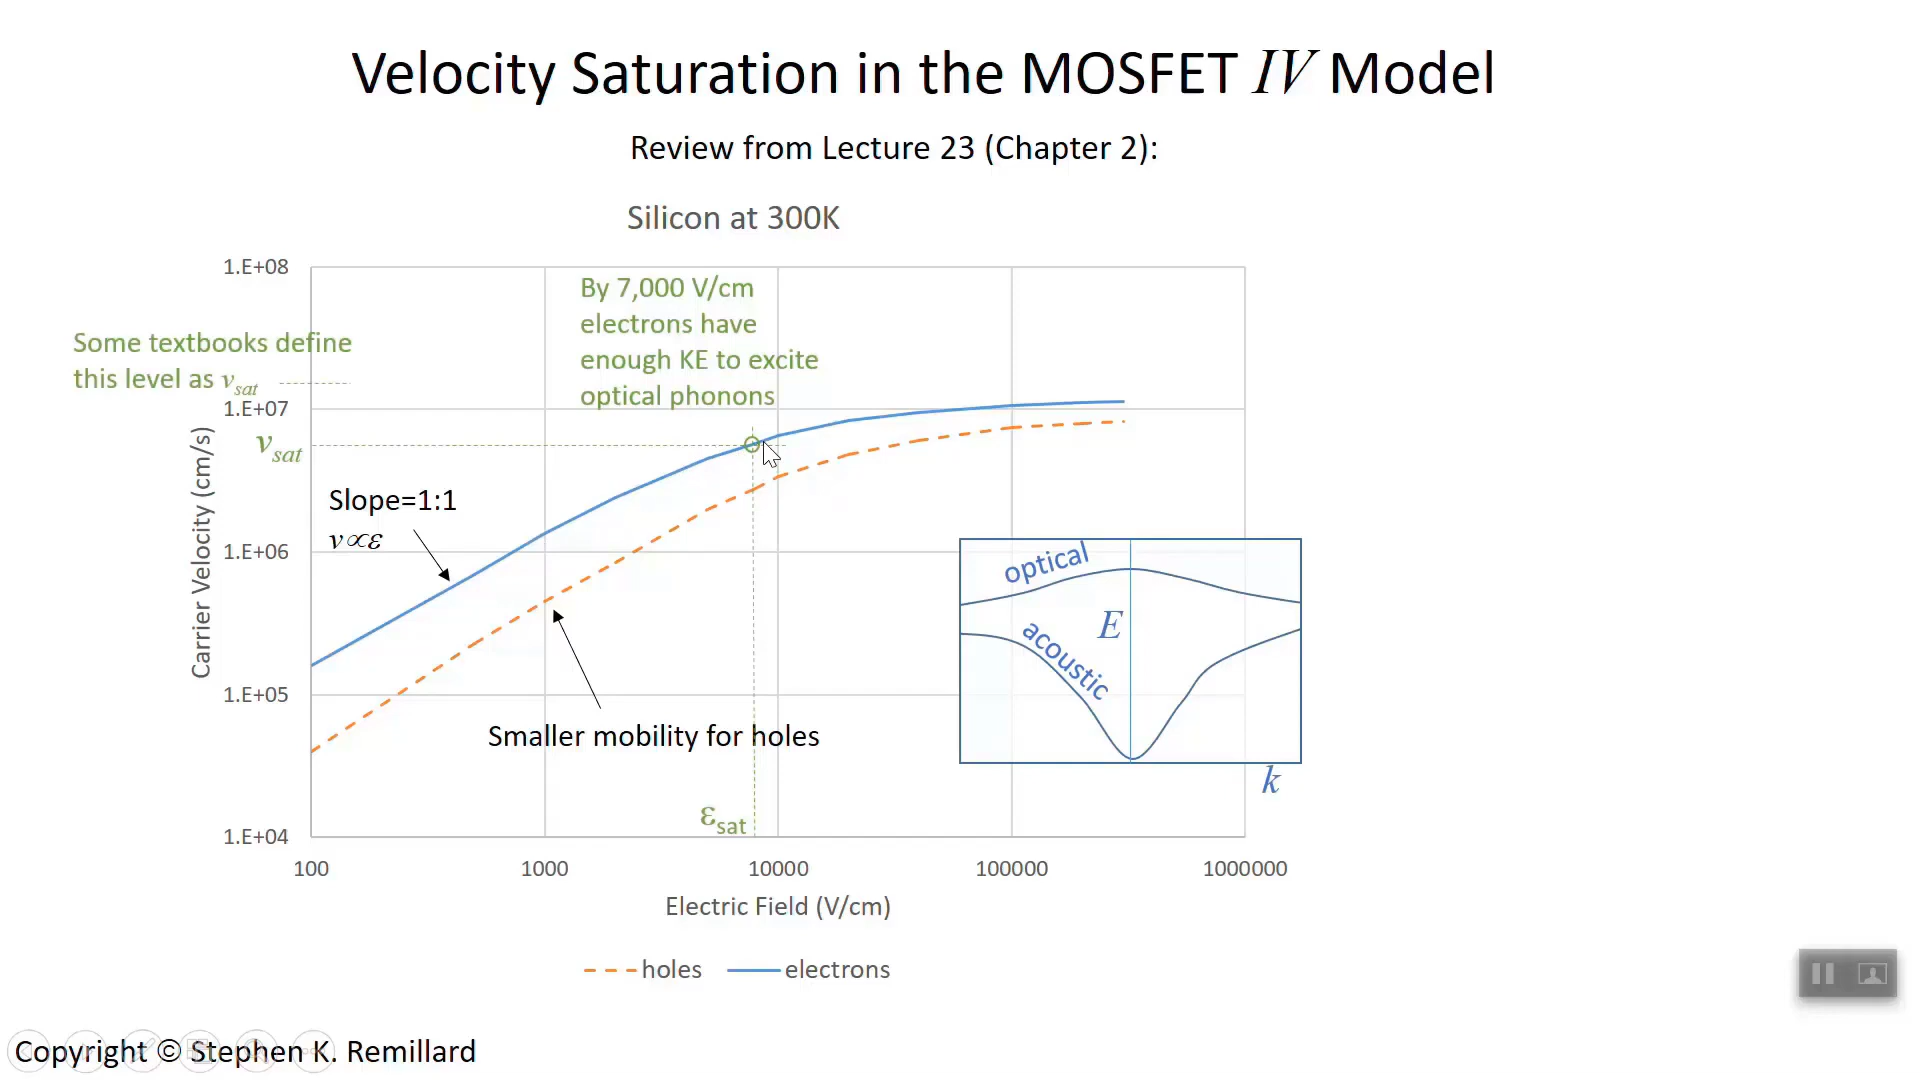 Velocity Saturation in the MOSFET IV Model
Review from Lecture 23 (Chapter 2):
Silicon at 300K
1.E+08
1.E+07
1.E+06
1.E+05
1.E+04
Carrier Velocity (cm/s)
Some textbooks define
this level as vsat
vsat
By 7,000 V/cm
electrons have
enough KE to excite
optical phonons
Slope=1:1
v∝ε
Smaller mobility for holes
εsat
optical
E
acoustic
k
100
1000
10000
100000
1000000
Electric Field (V/cm)
holes
electrons
Copyright © Stephen K. Remillard